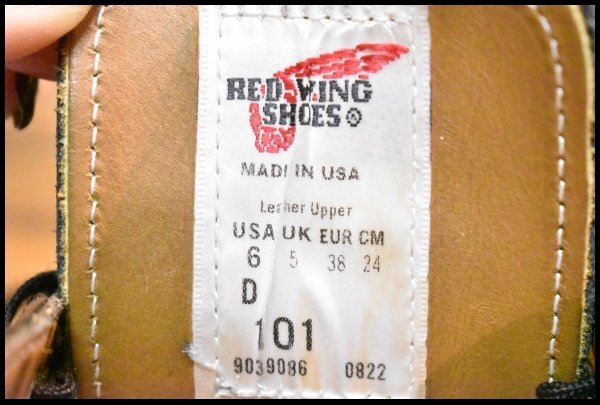 RED WING
SHOES ®
MADE IN USA
Leather Upper
USA UK EUR CM
6 5 38 24
D
101
9039086 0822